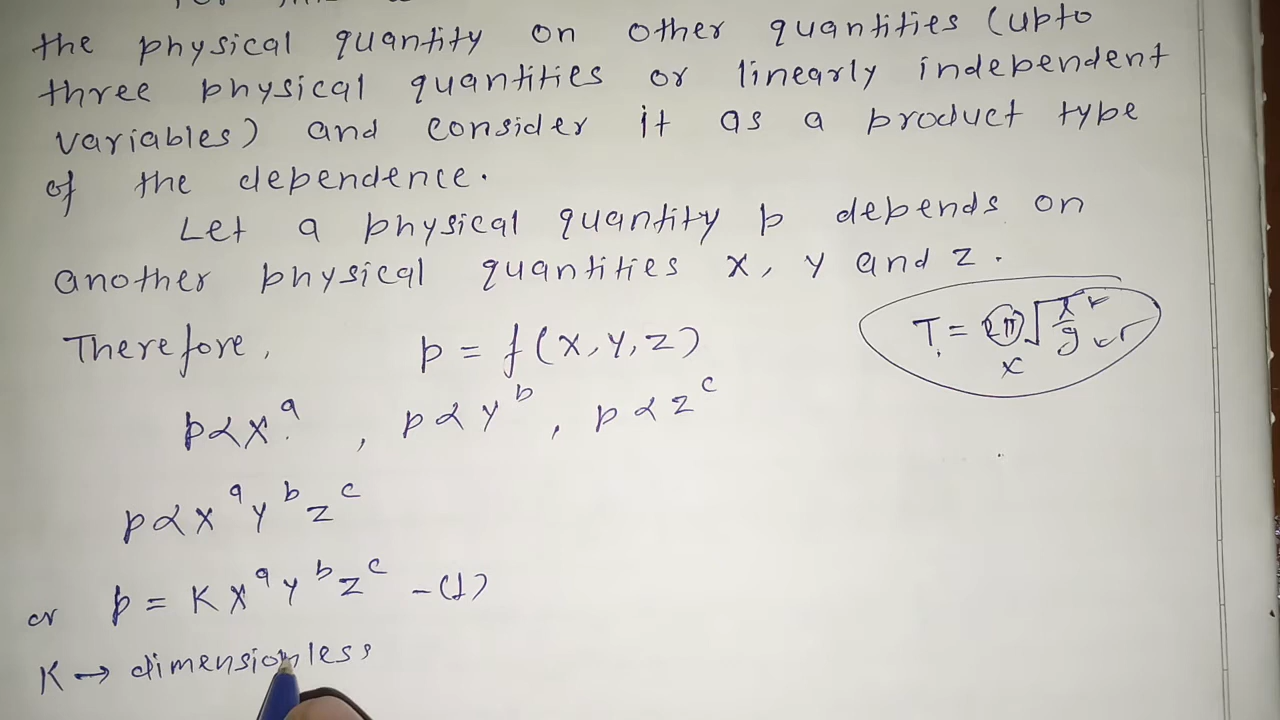 the physical quantity on other quantities (upto
three physical quantities or linearly independent
variables) and consider it as a product type
of the dependence.
Let a physical quantity p depends on
another physical quantities x, y and z.
Therefore, p = f(x, y, z)
T = 2π√(l/g)
x
p ∝ x^a, p ∝ y^b, p ∝ z^c
p ∝ x^a y^b z^c
or p = K x^a y^b z^c -(1)
K → dimensionless